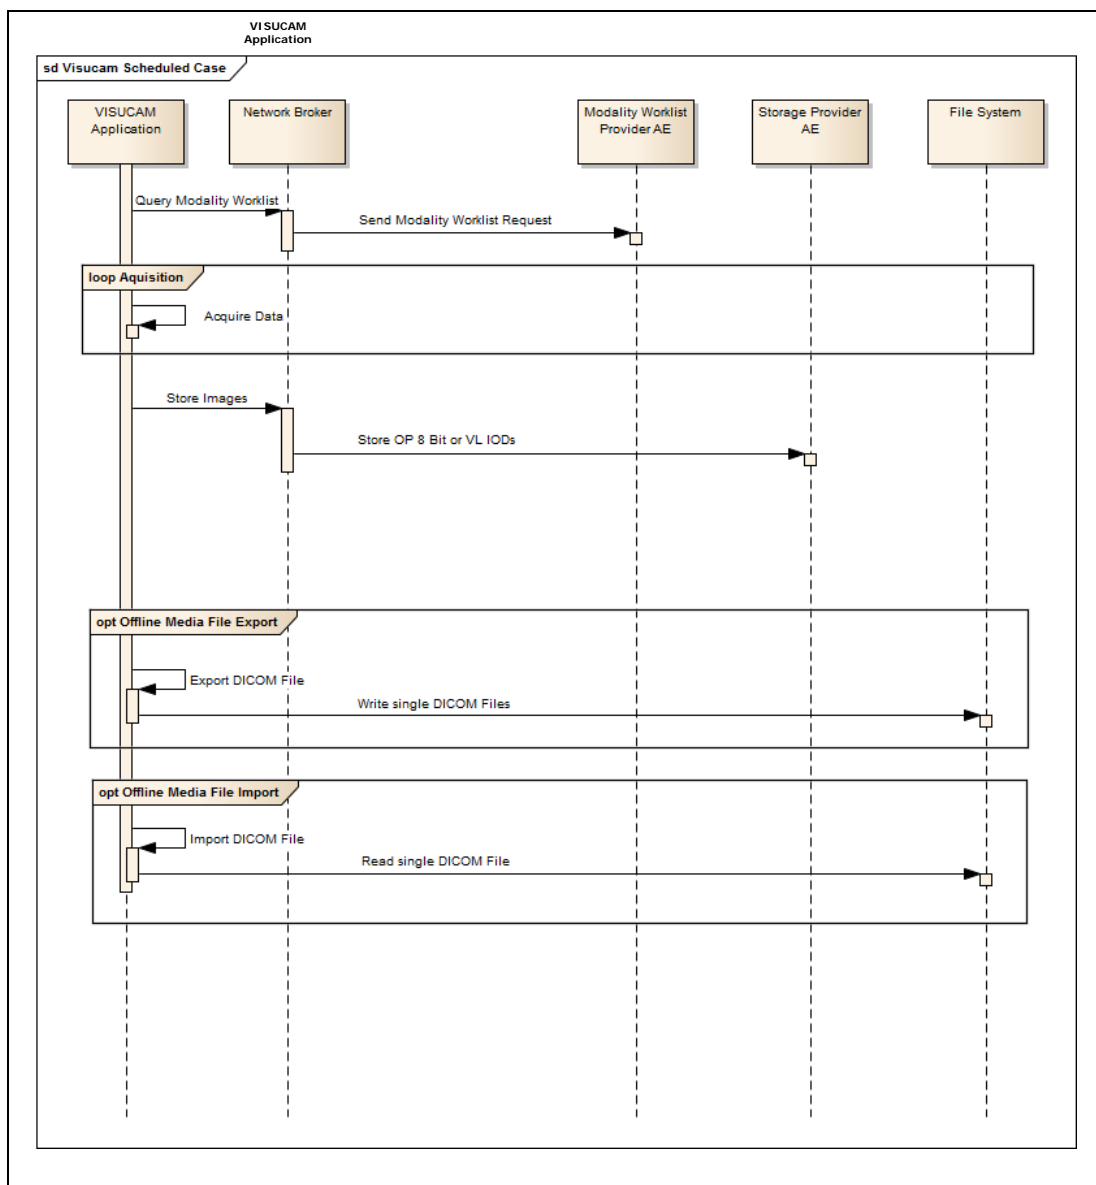 VISUCAM
Application
sd Visucam Scheduled Case
VISUCAM
Application
Network Broker
Modality Worklist
Provider AE
Storage Provider
AE
File System
Query Modality Worklist
Send Modality Worklist Request
loop Aquisition
Acquire Data
Store Images
Store OP 8 Bit or VL IODs
opt Offline Media File Export
Export DICOM File
Write single DICOM Files
opt Offline Media File Import
Import DICOM File
Read single DICOM File